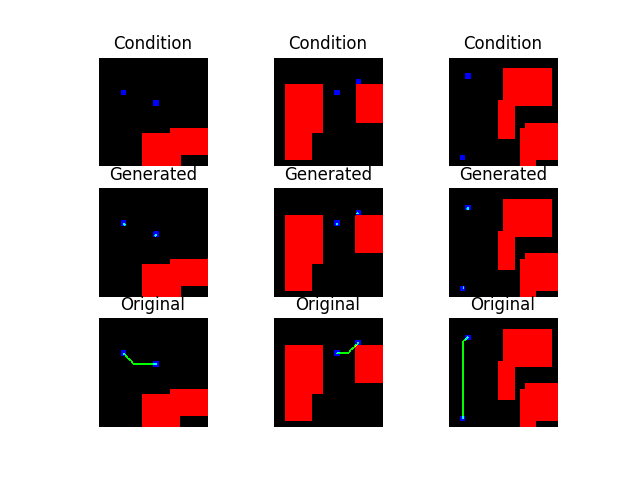 Condition Condition Condition
Generated Generated Generated
Original Original Original